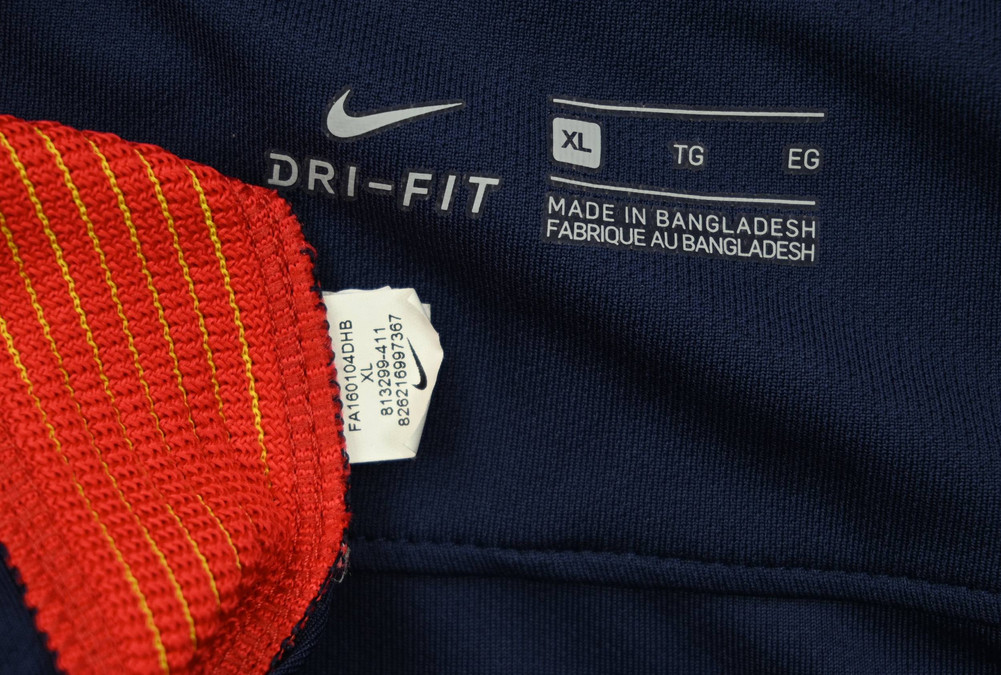 DRI-FIT
XL TG EG
MADE IN BANGLADESH
FABRIQUE AU BANGLADESH
FA160104DHB
XL
813299-411
826216997367